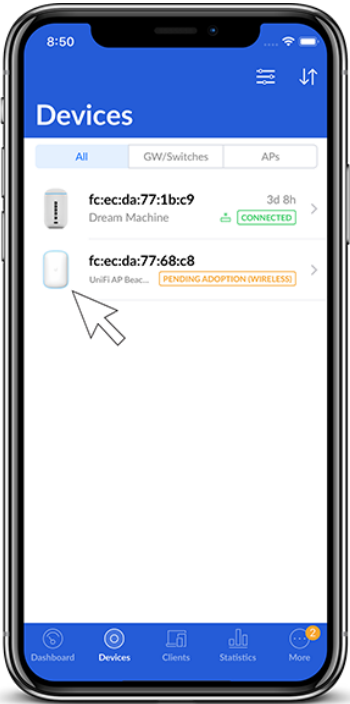 8:50
Devices
All GW/Switches APs
fc:ec:da:77:1b:c9 3d 8h
Dream Machine CONNECTED
fc:ec:da:77:68:c8
UniFi AP Beac... PENDING ADOPTION (WIRELESS)
2
Dashboard Devices Clients Statistics More